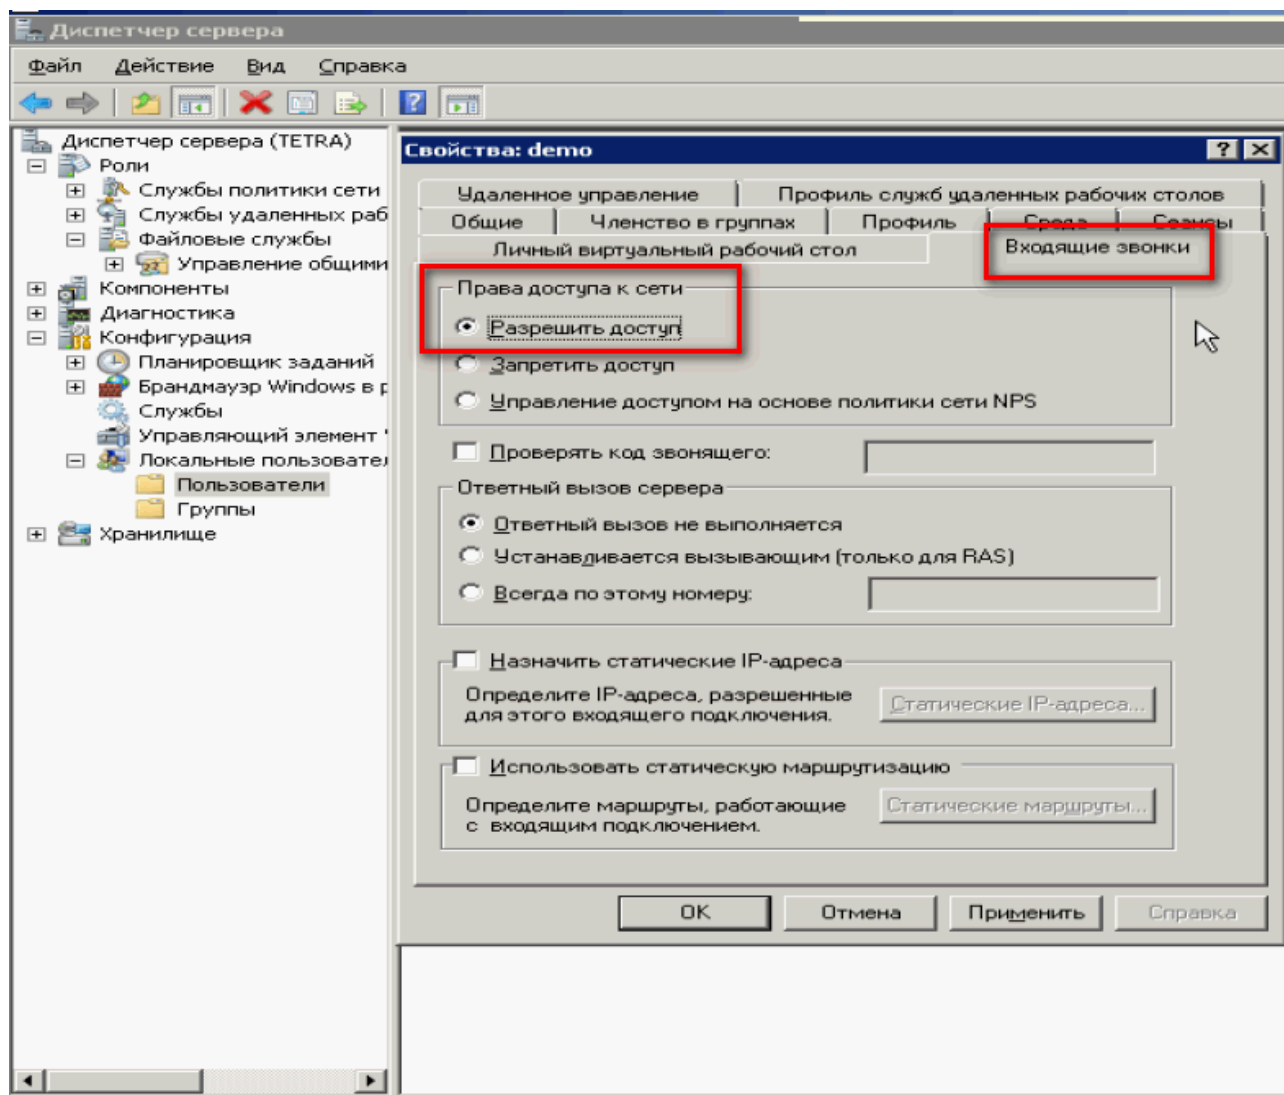 Диспетчер сервера
Файл Действие Вид Справка
Диспетчер сервера (TETRA)
Роли
Службы политики сети
Службы удаленных раб
Файловые службы
Управление общими
Компоненты
Диагностика
Конфигурация
Планировщик заданий
Брандмауэр Windows в р
Службы
Управляющий элемент "
Локальные пользовател
Пользователи
Группы
Хранилище
Свойства: demo
Удаленное управление Профиль служб удаленных рабочих столов
Общие Членство в группах Профиль Среда Сеансы
Личный виртуальный рабочий стол Входящие звонки
Права доступа к сети
Разрешить доступ
Запретить доступ
Управление доступом на основе политики сети NPS
Проверять код звонящего:
Ответный вызов сервера
Ответный вызов не выполняется
Устанавливается вызывающим (только для RAS)
Всегда по этому номеру:
Назначить статические IP-адреса
Определите IP-адреса, разрешенные
для этого входящего подключения.
Статические IP-адреса...
Использовать статическую маршрутизацию
Определите маршруты, работающие
с входящим подключением.
Статические маршруты...
OK Отмена Применить Справка